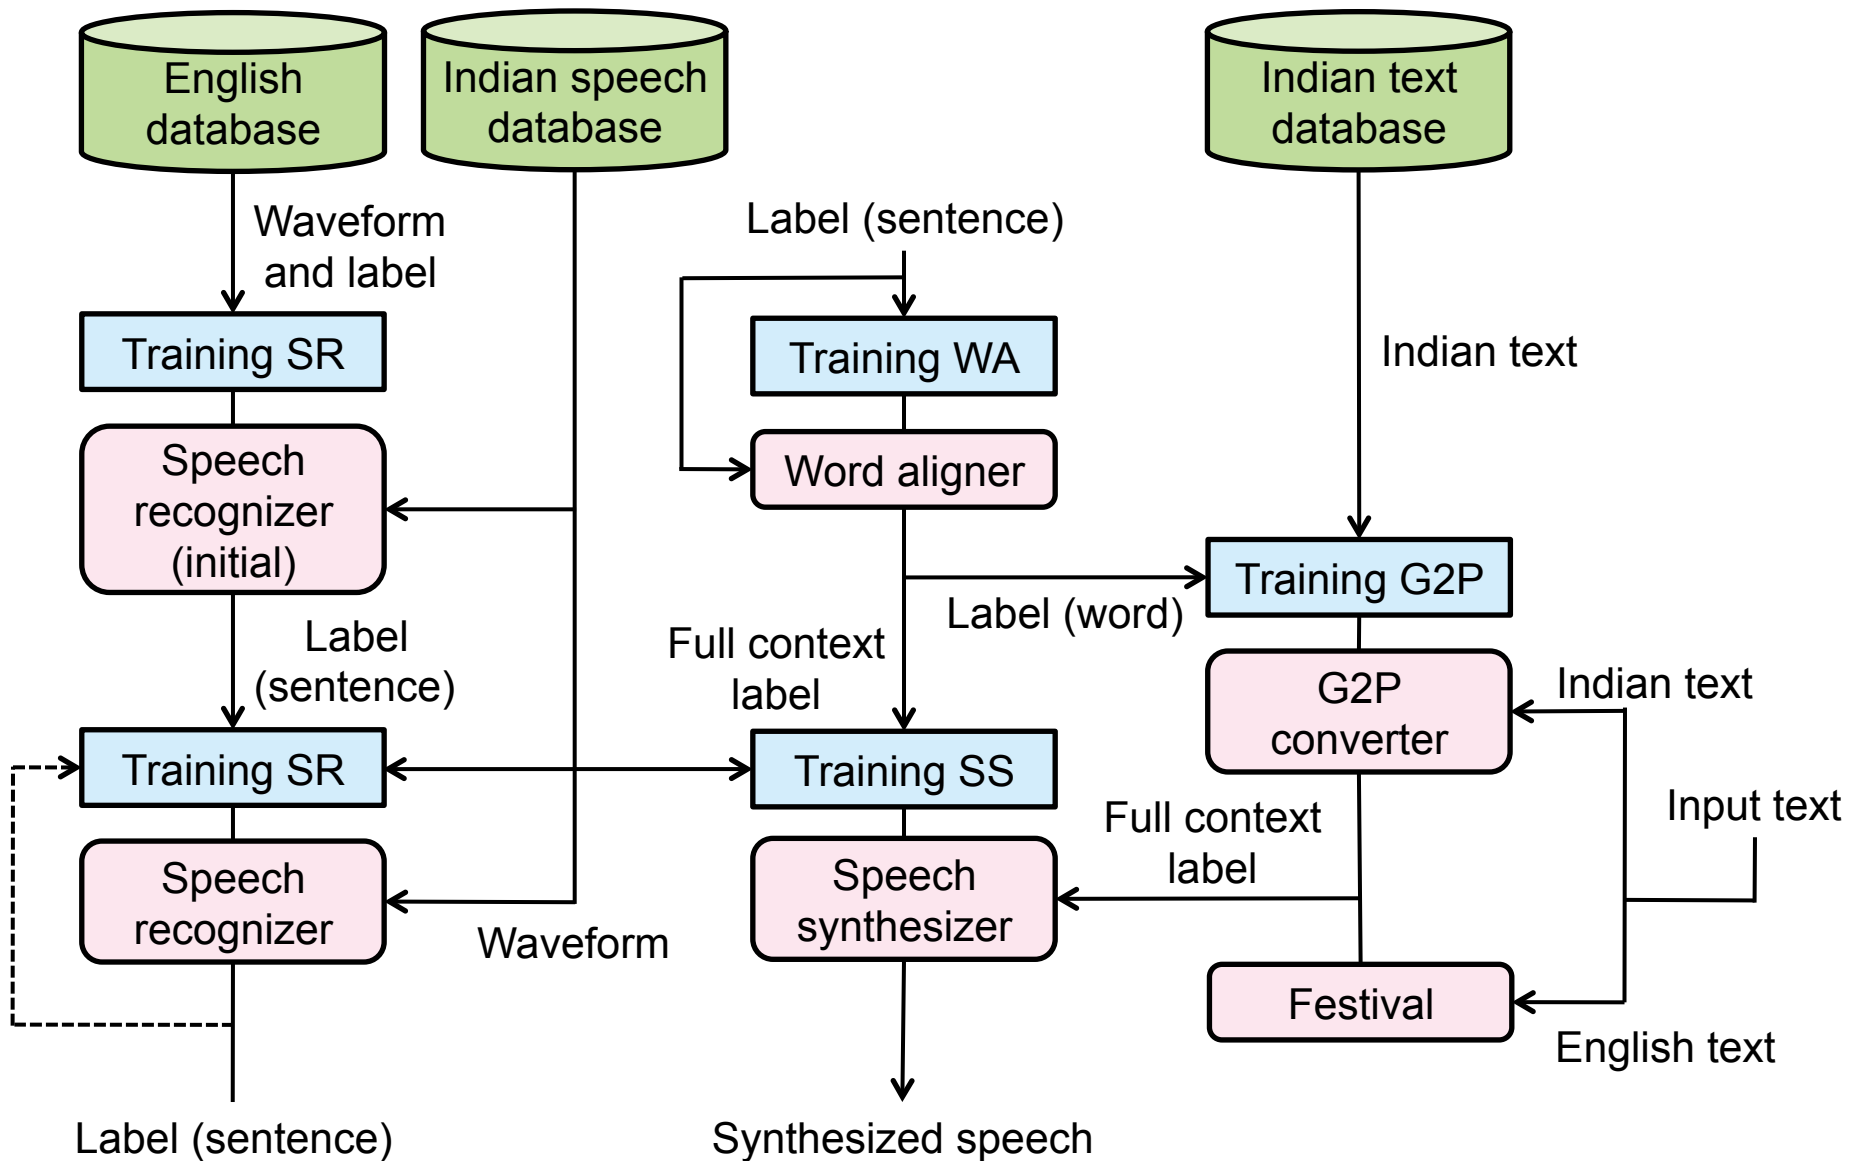 English
database
Indian speech
database
Indian text
database
Waveform
and label
Label (sentence)
Training SR
Training WA
Indian text
Speech
recognizer
(initial)
Word aligner
Training G2P
Label (word)
Label
(sentence)
Full context
label
G2P
converter
Indian text
Training SR
Training SS
Input text
Full context
label
Speech
recognizer
Waveform
Speech
synthesizer
Festival
English text
Label (sentence)
Synthesized speech